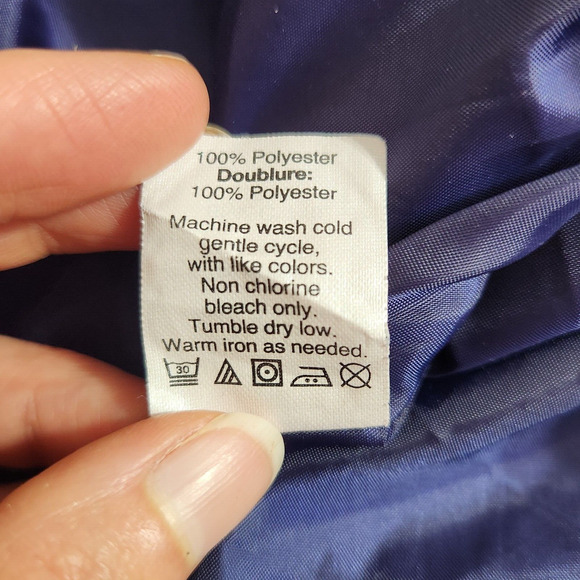 100% Polyester
Doublure:
100% Polyester
Machine wash cold
gentle cycle,
with like colors.
Non chlorine
bleach only.
Tumble dry low.
Warm iron as needed.
30